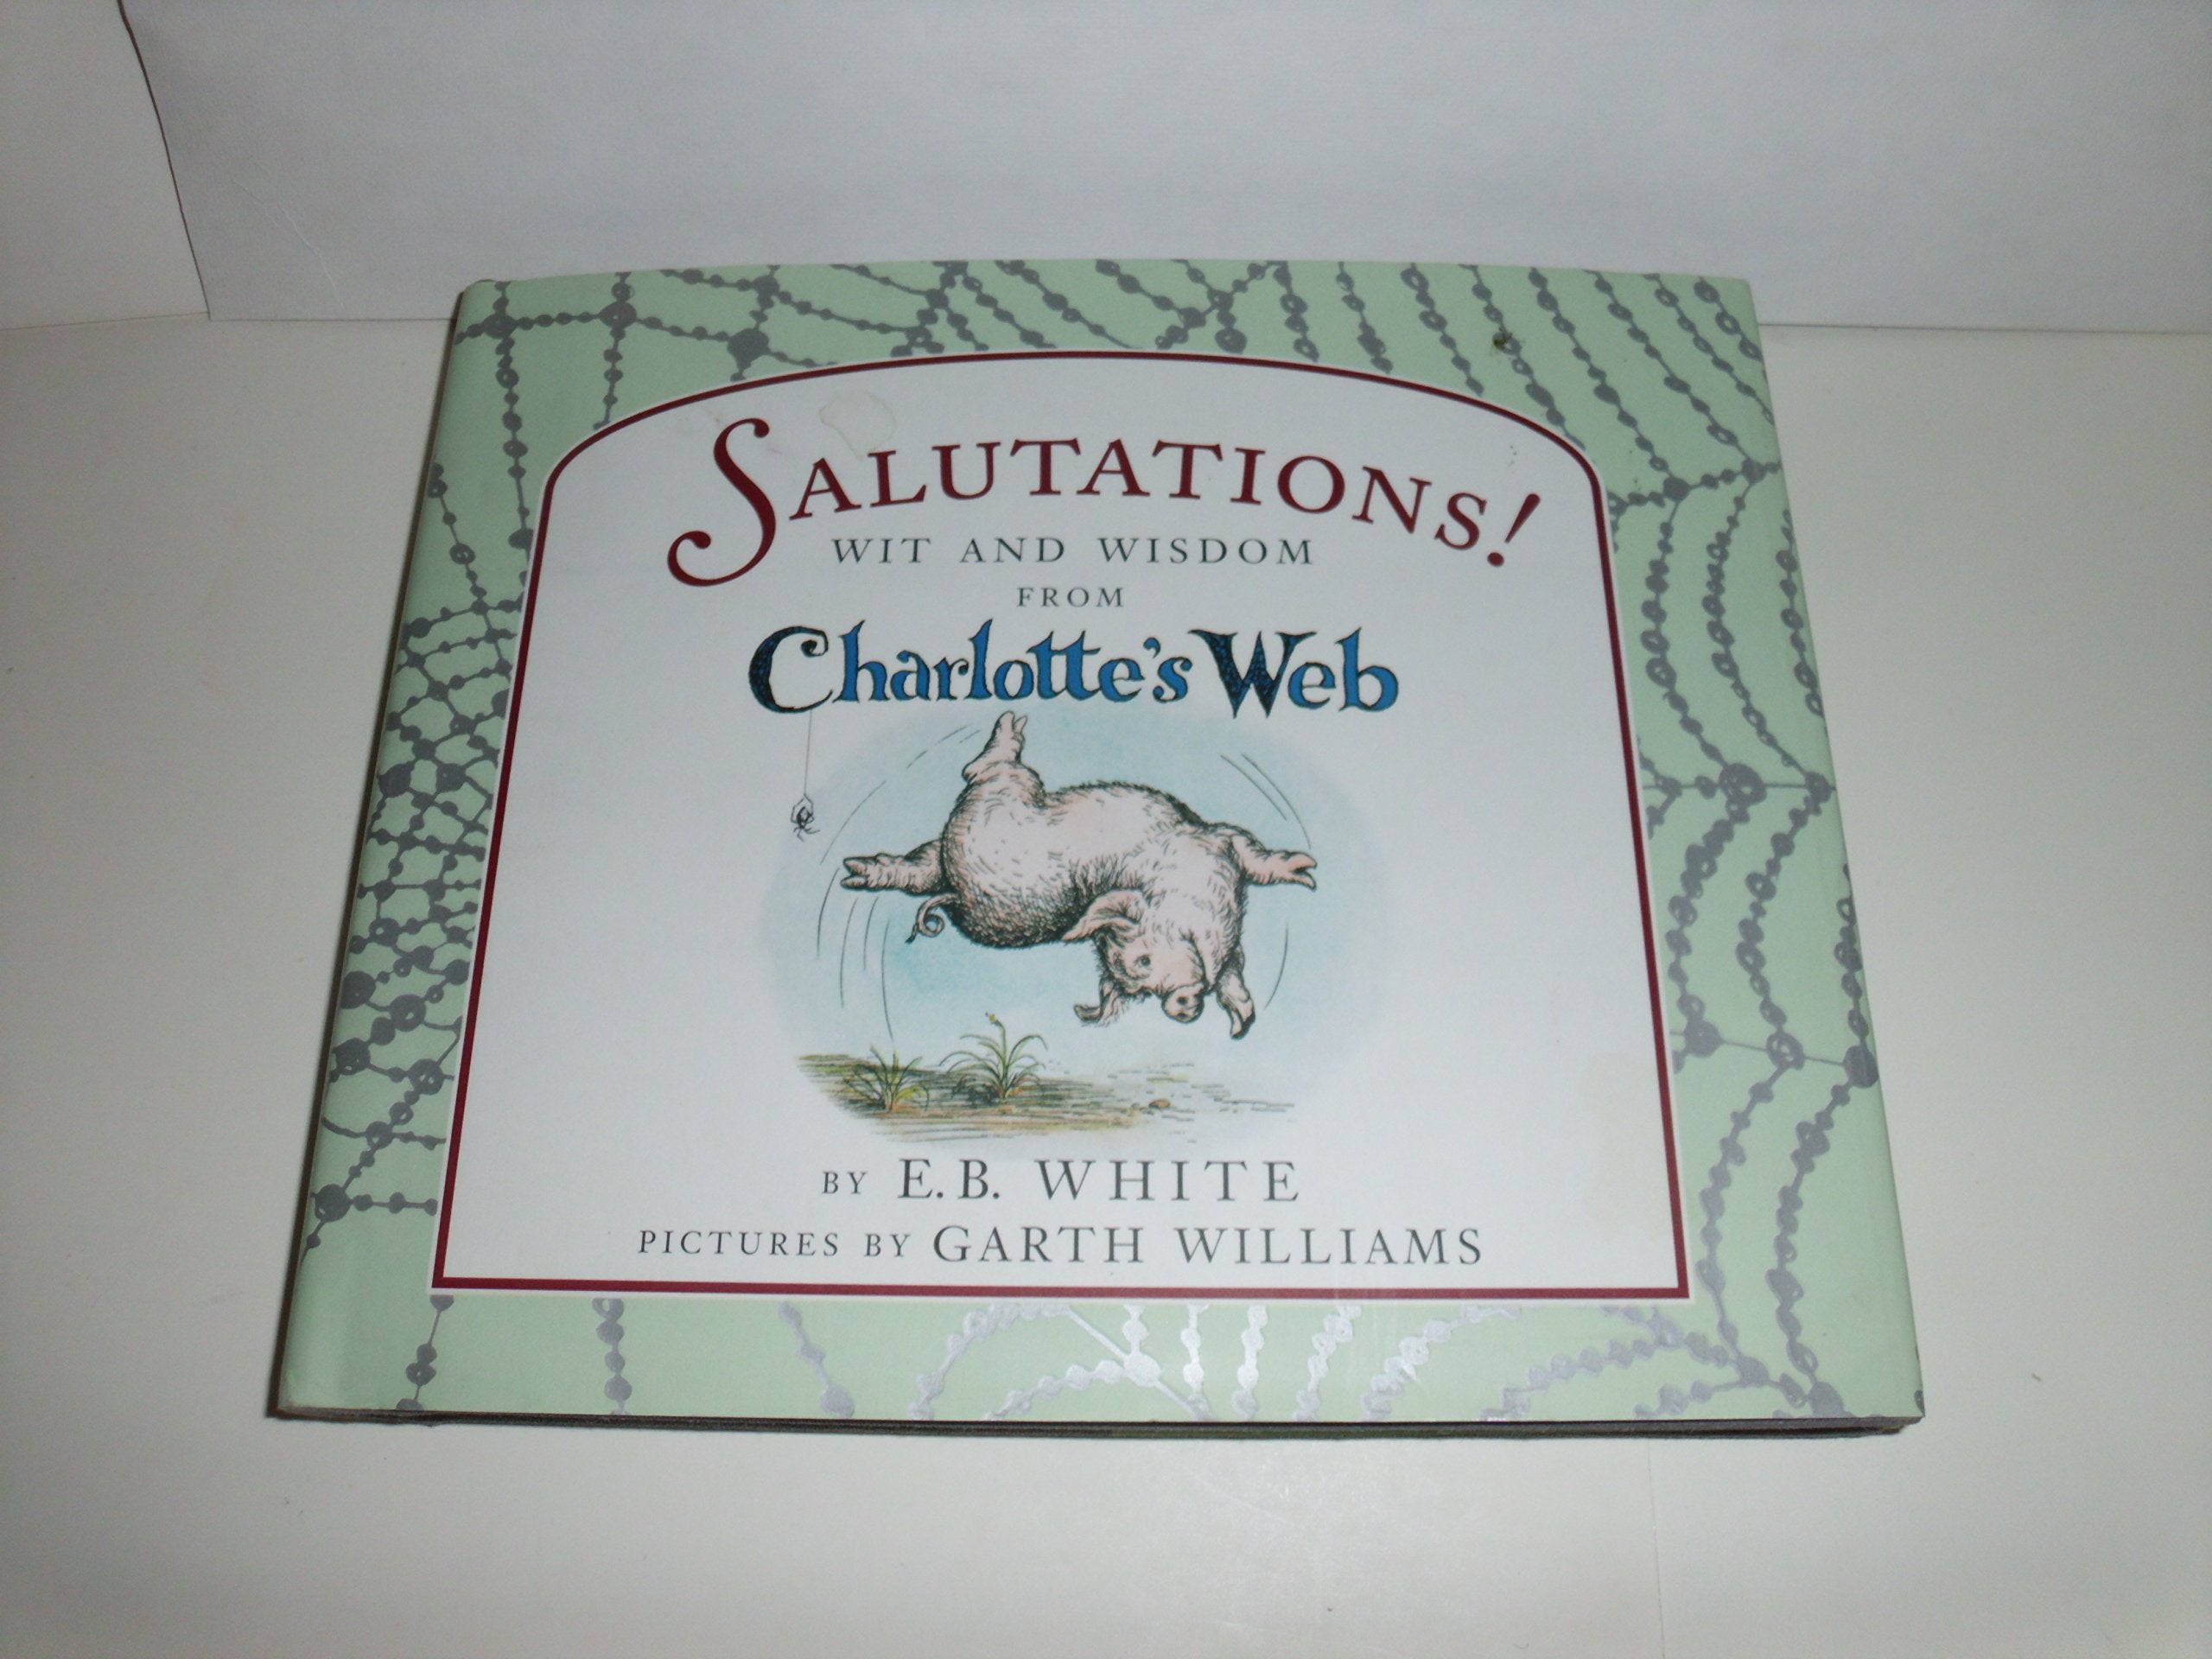 SALUTATIONS!
WIT AND WISDOM
FROM
Charlotte's Web
BY E. B. WHITE
PICTURES BY GARTH WILLIAMS